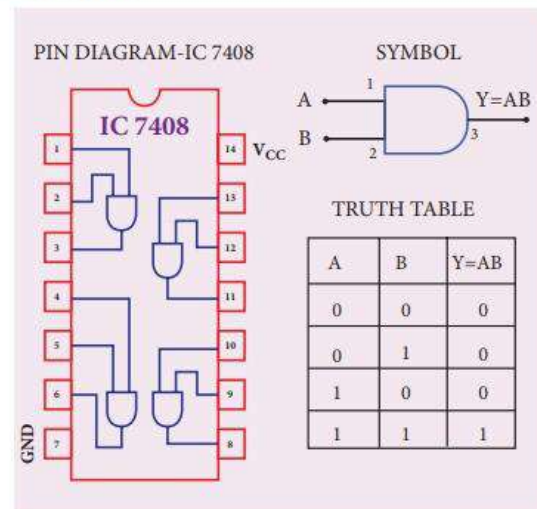 PIN DIAGRAM-IC 7408
IC 7408
1
2
3
4
5
6
7
GND
14 VCC
13
12
11
10
9
8
SYMBOL
A
B
1
2
3
Y=AB
TRUTH TABLE
A B Y=AB
0 0 0
0 1 0
1 0 0
1 1 1